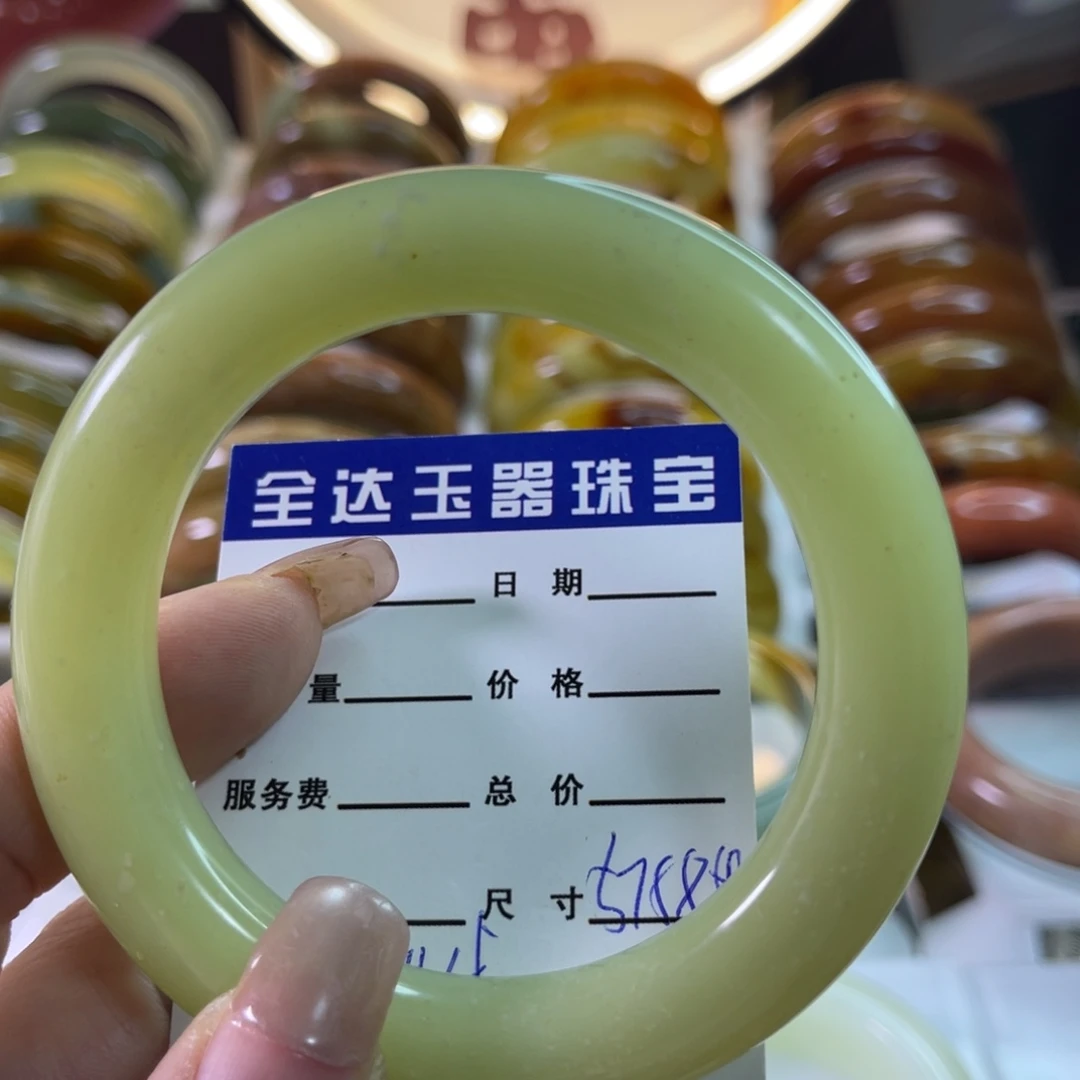 全达玉器珠宝
日 期
量 价 格
服务费 总 价
尺 寸